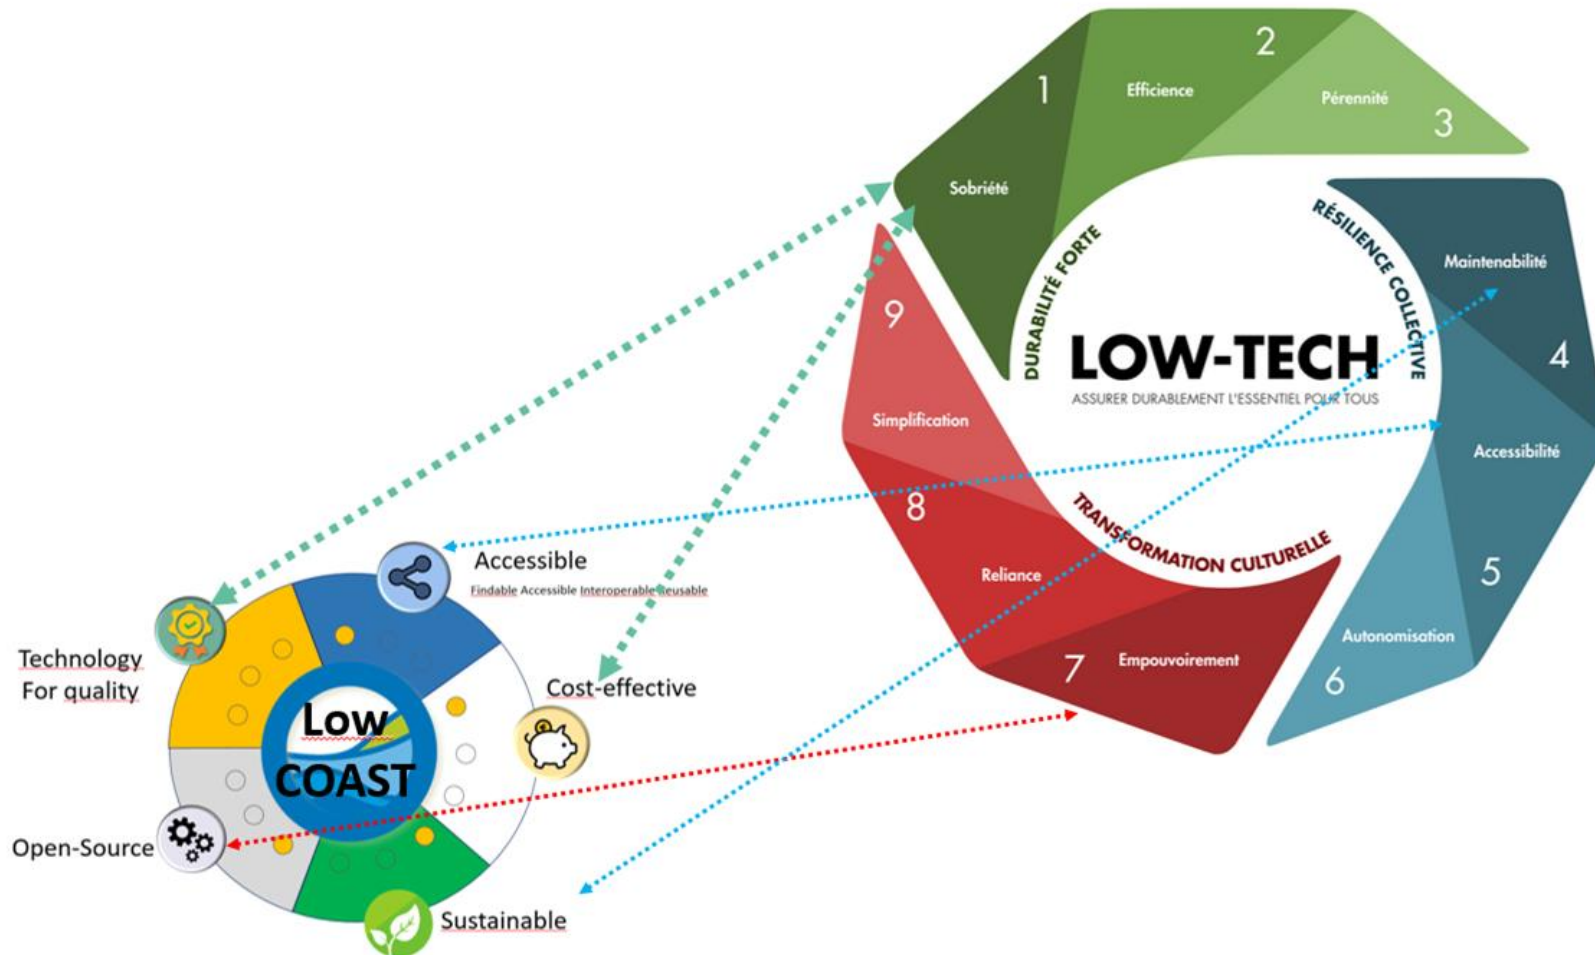 1
Sobriété
2
Efficience
3
Pérennité
DURABILITÉ FORTE
RÉSILIENCE COLLECTIVE
Maintenabilité
4
Accessibilité
5
Autonomisation
6
LOW-TECH
ASSURER DURABLEMENT L'ESSENTIEL POUR TOUS
9
Simplification
8
Reliance
TRANSFORMATION CULTURELLE
7
Empouvoirement
Accessible
Findable Accessible Interoperable Reusable
Technology
For quality
Cost-effective
Low
COAST
Open-Source
Sustainable